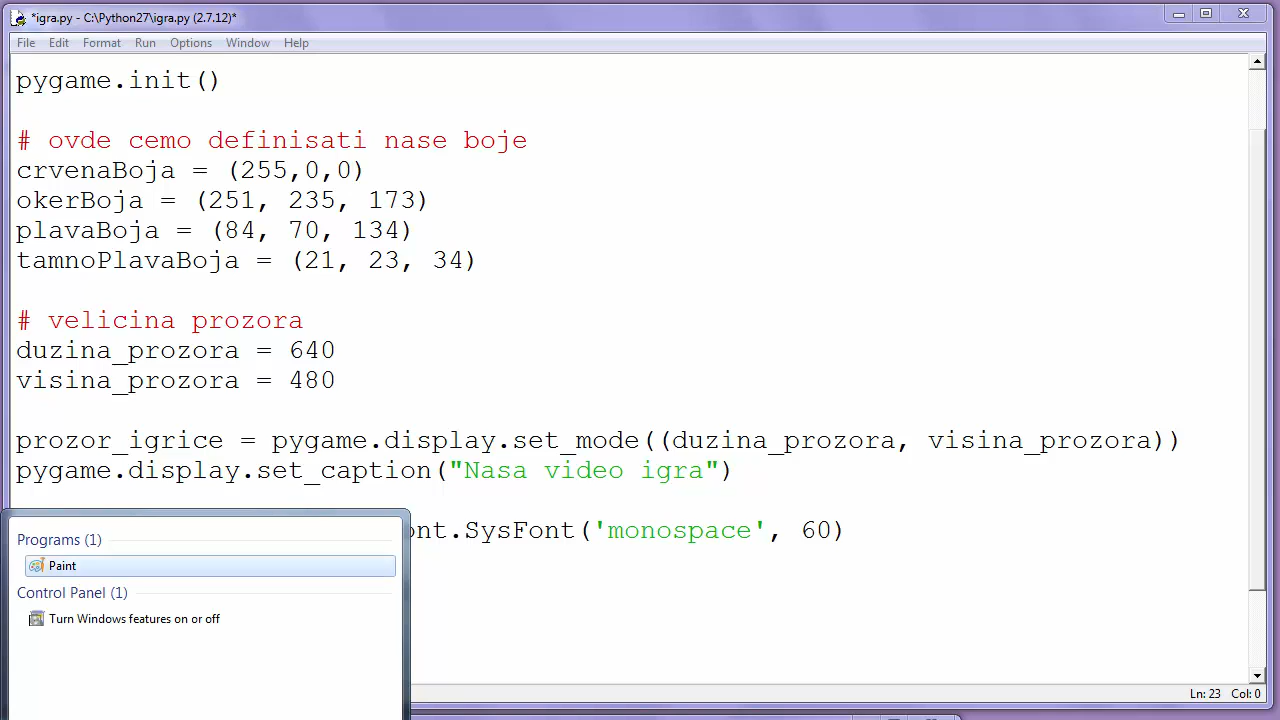 *igra.py - C:\Python27\igra.py (2.7.12)*
File Edit Format Run Options Window Help
pygame.init()
# ovde cemo definisati nase boje
crvenaBoja = (255,0,0)
okerBoja = (251, 235, 173)
plavaBoja = (84, 70, 134)
tamnoPlavaBoja = (21, 23, 34)
# velicina prozora
duzina_prozora = 640
visina_prozora = 480
prozor_igrice = pygame.display.set_mode((duzina_prozora, visina_prozora))
pygame.display.set_caption("Nasa video igra")
ont.SysFont('monospace', 60)
Programs (1)
Paint
Control Panel (1)
Turn Windows features on or off
Ln: 23 Col: 0